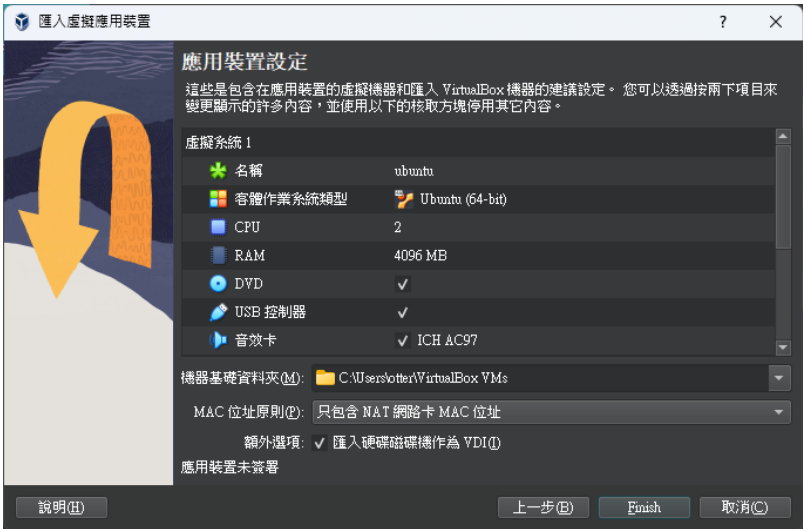 匯入虛擬應用裝置
應用裝置設定
這些是包含在應用裝置的虛擬機器和匯入 VirtualBox 機器的建議設定。 您可以透過按兩下項目來
變更顯示的許多內容，並使用以下的核取方塊停用其它內容。
虛擬系統 1
名稱 ubuntu
客體作業系統類型 Ubuntu (64-bit)
CPU 2
RAM 4096 MB
DVD
USB 控制器
音效卡 ICH AC97
機器基礎資料夾(M): C:\Users\otter\VirtualBox VMs
MAC 位址原則(P): 只包含 NAT 網路卡 MAC 位址
額外選項: 匯入硬碟磁碟機作為 VDI(I)
應用裝置未簽署
說明(H) 上一步(B) Finish 取消(C)